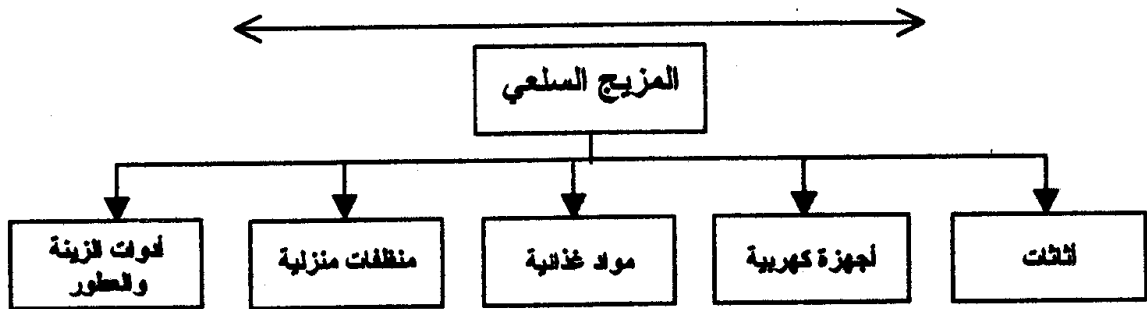 المزيج السلعي
أثاثات
أجهزة كهربية
مواد غذائية
منظفات منزلية
أدوات الزينة
والعطور